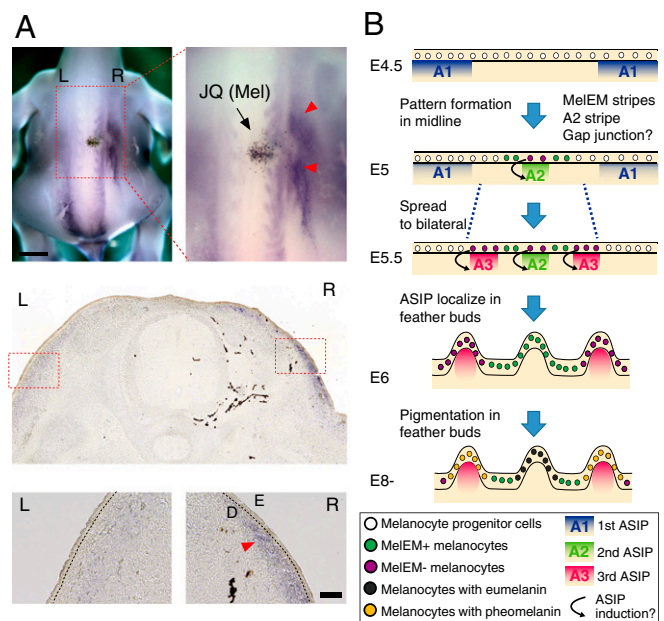 A
L
R
JQ (Mel)
L
R
L
D
E
R
B
E4.5
A1
A1
Pattern formation
in midline
MelEM stripes
A2 stripe
Gap junction?
E5
A1
A2
A1
Spread
to bilateral
E5.5
A3
A2
A3
ASIP localize in
feather buds
E6
Pigmentation in
feather buds
E8-
Melanocyte progenitor cells
MelEM+ melanocytes
MelEM- melanocytes
Melanocytes with eumelanin
Melanocytes with pheomelanin
A1 1st ASIP
A2 2nd ASIP
A3 3rd ASIP
ASIP
induction?